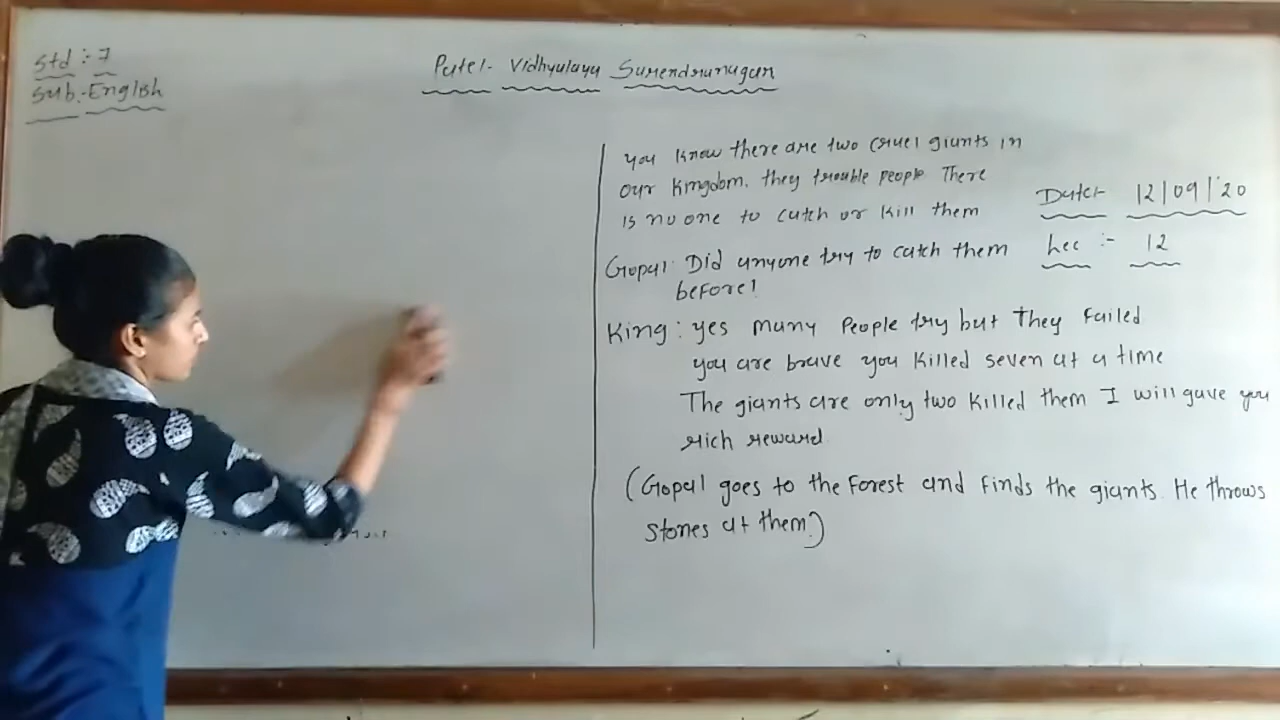 Std :- 7
Sub.-English
Patel- Vidhyalaya Surendranagar
you know there are two cruel giants in
our Kingdom. they trouble people There
is no one to catch or kill them
Date:- 12/09/'20
Lec :- 12
Gopal: Did anyone try to catch them
before!
King: yes many People try but They Failed
you are brave you killed seven at a time
The giants are only two killed them I will gave you
rich reward.
(Gopal goes to the Forest and Finds the giants. He throws
stones at them.)